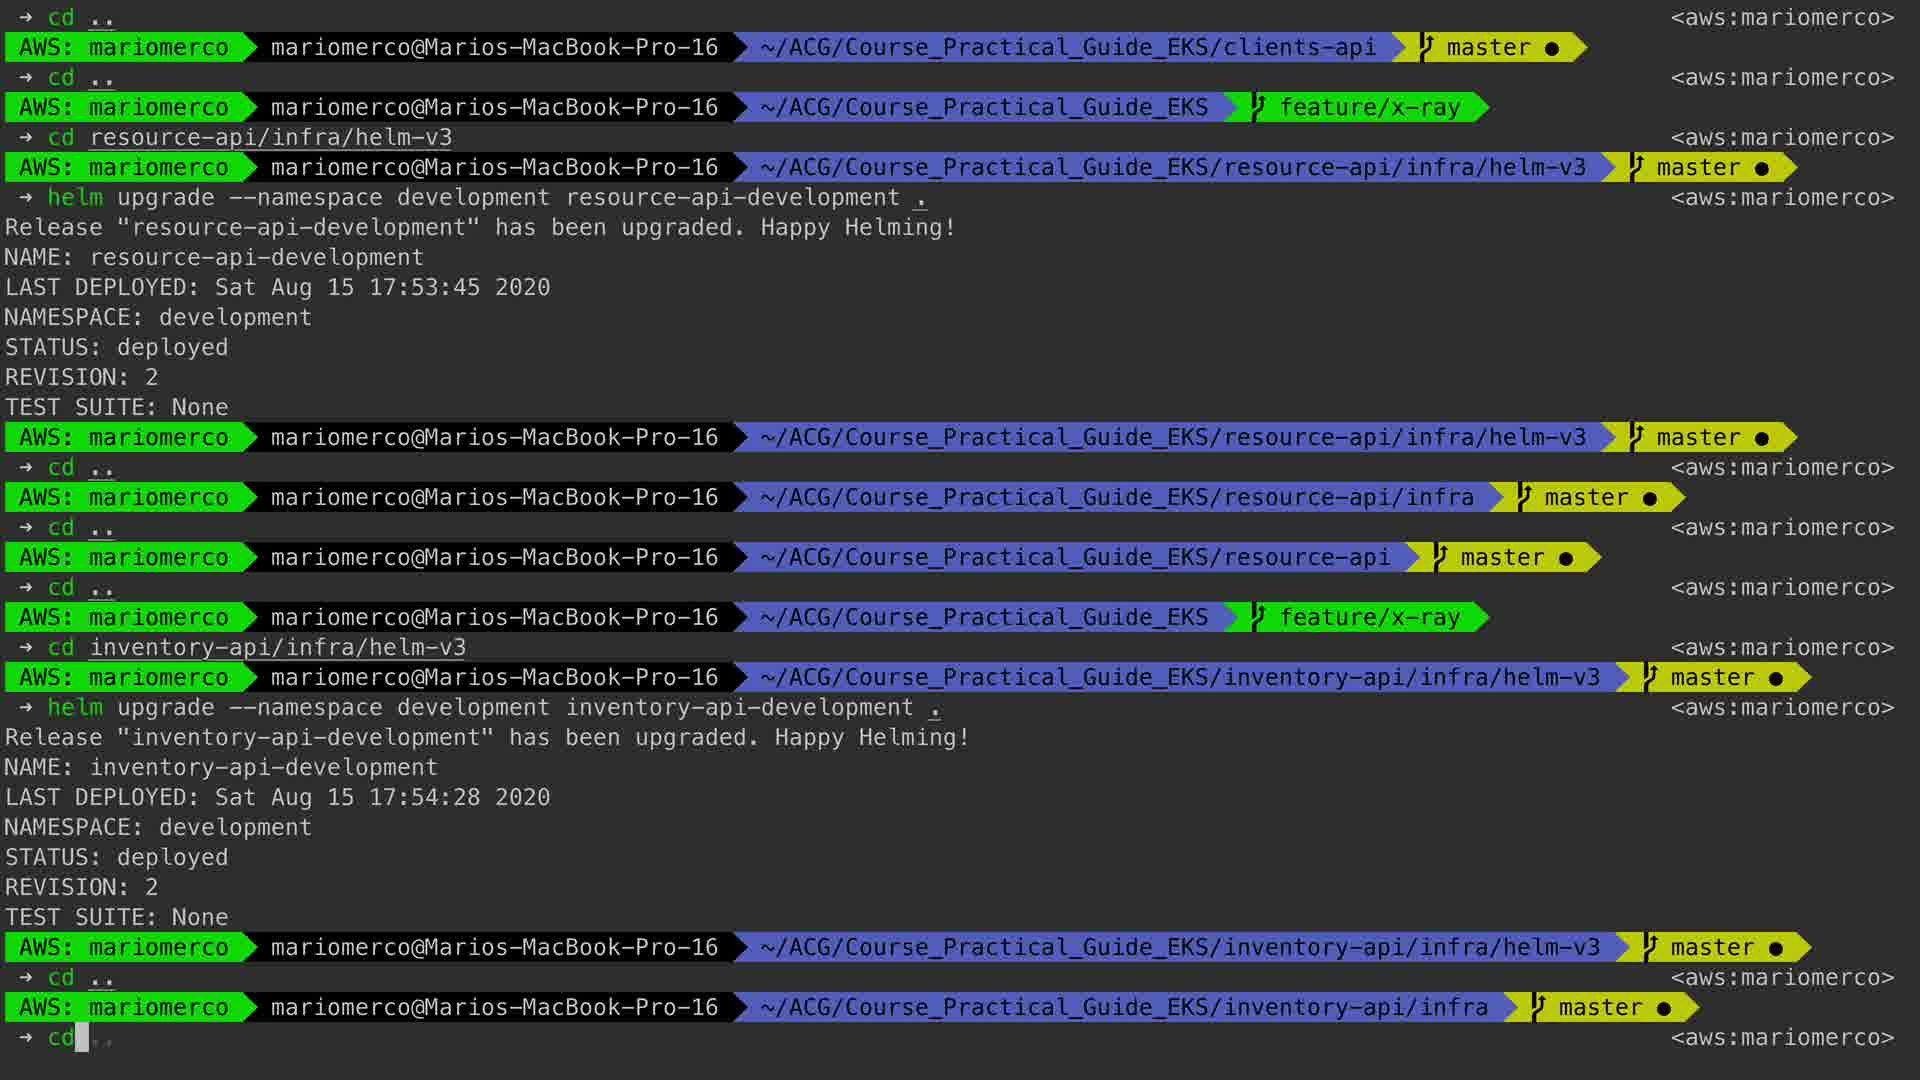 → cd .. <aws:mariomerco>
AWS: mariomerco mariomerco@Marios-MacBook-Pro-16 ~/ACG/Course_Practical_Guide_EKS/clients-api master ●
→ cd .. <aws:mariomerco>
AWS: mariomerco mariomerco@Marios-MacBook-Pro-16 ~/ACG/Course_Practical_Guide_EKS feature/x-ray
→ cd resource-api/infra/helm-v3 <aws:mariomerco>
AWS: mariomerco mariomerco@Marios-MacBook-Pro-16 ~/ACG/Course_Practical_Guide_EKS/resource-api/infra/helm-v3 master ●
→ helm upgrade --namespace development resource-api-development . <aws:mariomerco>
Release "resource-api-development" has been upgraded. Happy Helming!
NAME: resource-api-development
LAST DEPLOYED: Sat Aug 15 17:53:45 2020
NAMESPACE: development
STATUS: deployed
REVISION: 2
TEST SUITE: None
AWS: mariomerco mariomerco@Marios-MacBook-Pro-16 ~/ACG/Course_Practical_Guide_EKS/resource-api/infra/helm-v3 master ●
→ cd .. <aws:mariomerco>
AWS: mariomerco mariomerco@Marios-MacBook-Pro-16 ~/ACG/Course_Practical_Guide_EKS/resource-api/infra master ●
→ cd .. <aws:mariomerco>
AWS: mariomerco mariomerco@Marios-MacBook-Pro-16 ~/ACG/Course_Practical_Guide_EKS/resource-api master ●
→ cd .. <aws:mariomerco>
AWS: mariomerco mariomerco@Marios-MacBook-Pro-16 ~/ACG/Course_Practical_Guide_EKS feature/x-ray
→ cd inventory-api/infra/helm-v3 <aws:mariomerco>
AWS: mariomerco mariomerco@Marios-MacBook-Pro-16 ~/ACG/Course_Practical_Guide_EKS/inventory-api/infra/helm-v3 master ●
→ helm upgrade --namespace development inventory-api-development . <aws:mariomerco>
Release "inventory-api-development" has been upgraded. Happy Helming!
NAME: inventory-api-development
LAST DEPLOYED: Sat Aug 15 17:54:28 2020
NAMESPACE: development
STATUS: deployed
REVISION: 2
TEST SUITE: None
AWS: mariomerco mariomerco@Marios-MacBook-Pro-16 ~/ACG/Course_Practical_Guide_EKS/inventory-api/infra/helm-v3 master ●
→ cd .. <aws:mariomerco>
AWS: mariomerco mariomerco@Marios-MacBook-Pro-16 ~/ACG/Course_Practical_Guide_EKS/inventory-api/infra master ●
→ cd .. <aws:mariomerco>